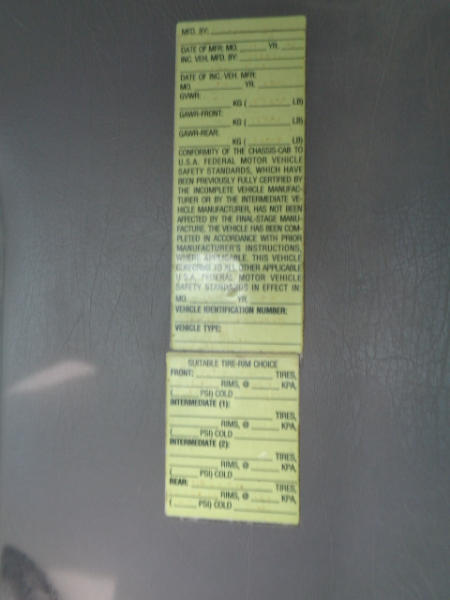 MFD. BY:
DATE OF MFR: MO. YR.
INC. VEH. MFD. BY:
DATE OF INC. VEH. MFR:
MO. YR.
GVWR:
KG ( LB)
GAWR-FRONT:
KG ( LB)
GAWR-REAR:
KG ( LB)
CONFORMITY OF THE CHASSIS-CAB TO
U.S.A. FEDERAL MOTOR VEHICLE
SAFETY STANDARDS, WHICH HAVE
BEEN PREVIOUSLY FULLY CERTIFIED BY
THE INCOMPLETE VEHICLE MANUFAC-
TURER OR BY THE INTERMEDIATE VE-
HICLE MANUFACTURER, HAS NOT BEEN
AFFECTED BY THE FINAL-STAGE MANU-
FACTURE. THE VEHICLE HAS BEEN COM-
PLETED IN ACCORDANCE WITH PRIOR
MANUFACTURER'S INSTRUCTIONS,
WHERE APPLICABLE. THIS VEHICLE
CONFORMS TO ALL OTHER APPLICABLE
U.S.A. FEDERAL MOTOR VEHICLE
SAFETY STANDARDS IN EFFECT IN:
MO. YR.
VEHICLE IDENTIFICATION NUMBER:
VEHICLE TYPE:
SUITABLE TIRE-RIM CHOICE
FRONT: TIRES,
RIMS, @ KPA,
( PSI) COLD
INTERMEDIATE (1):
TIRES,
RIMS, @ KPA,
( PSI) COLD
INTERMEDIATE (2):
TIRES,
RIMS, @ KPA,
( PSI) COLD
REAR: TIRES,
RIMS, @ KPA,
( PSI) COLD